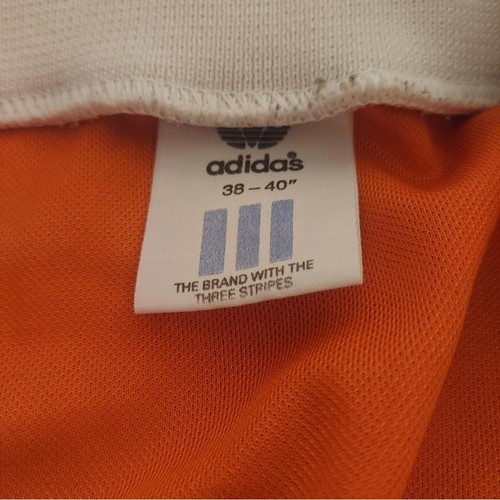 adidas
38 – 40"
THE BRAND WITH THE
THREE STRIPES